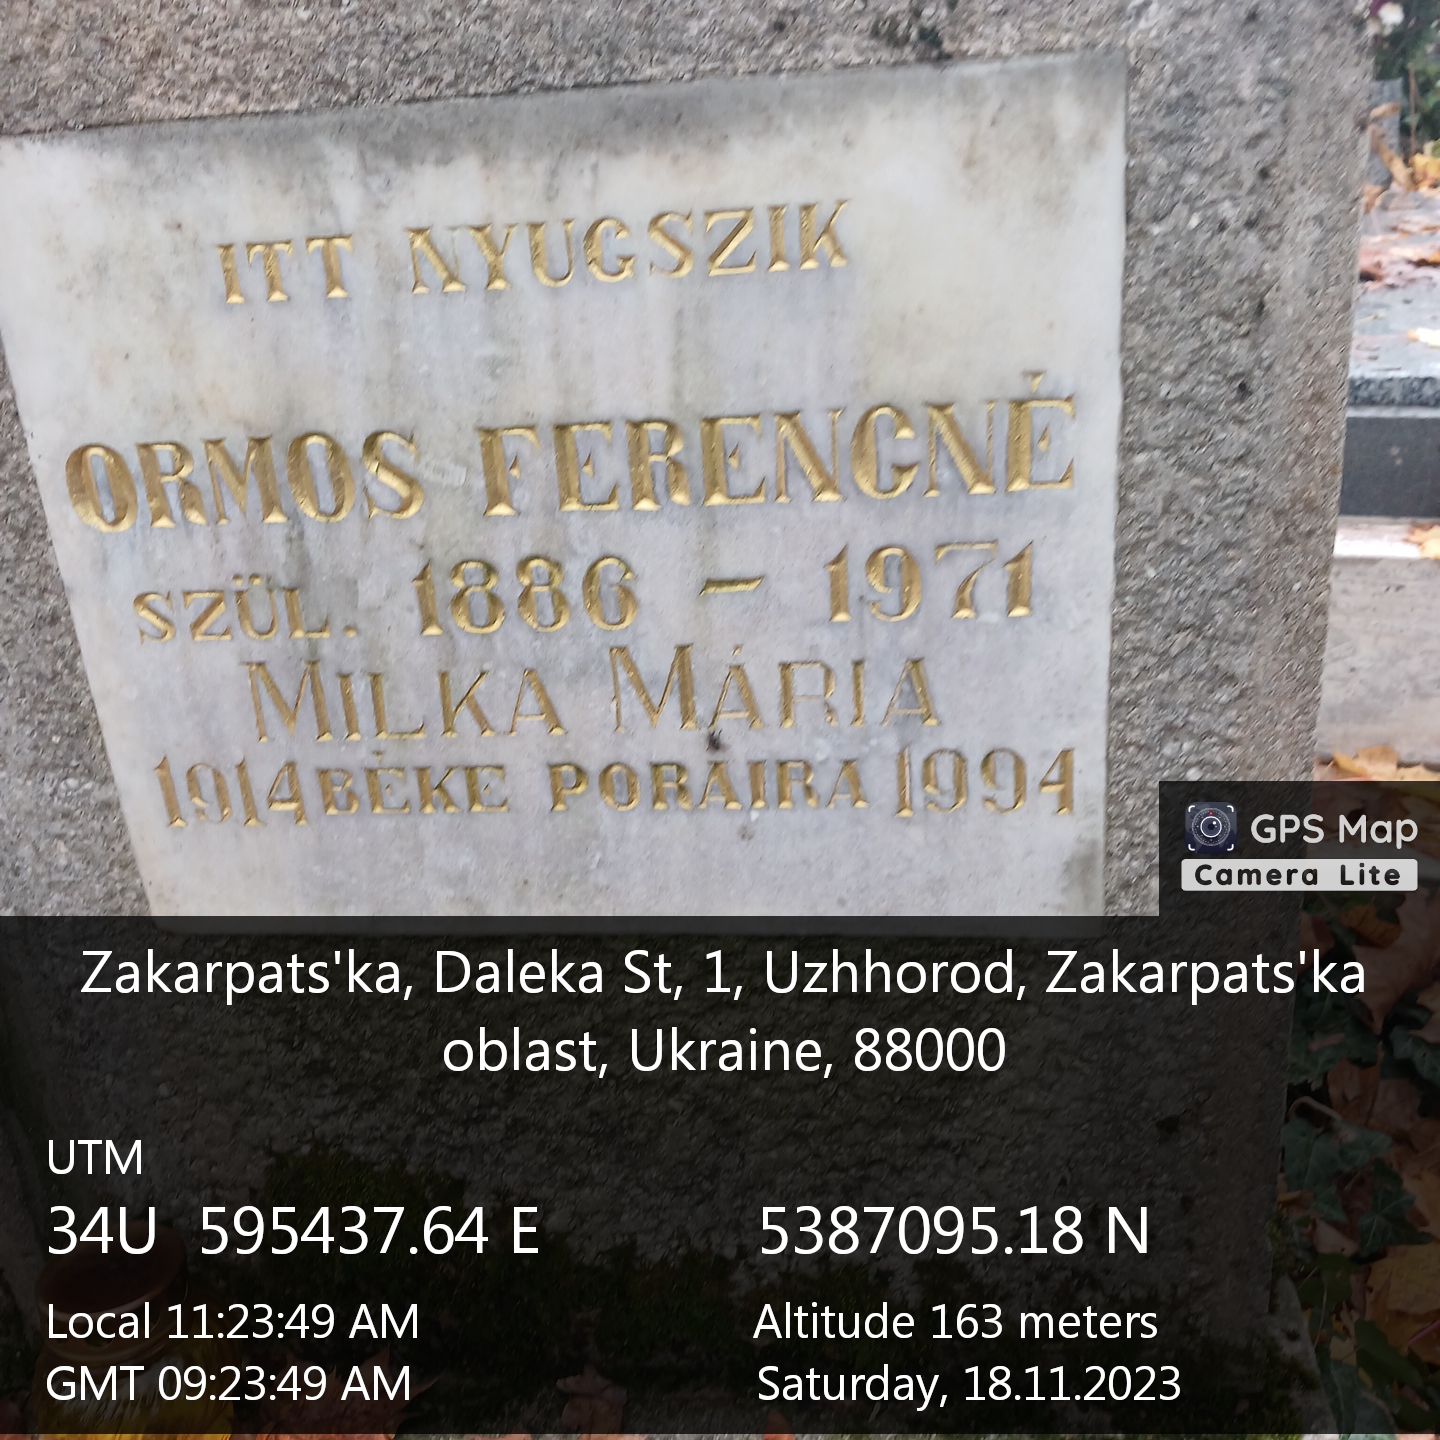 ITT NYUGSZIK
ORMOS FERENCNÉ
SZÜL. 1886 – 1971
MILKA MÁRIA
1914 BÉKE PORÁIRA 1994
GPS Map
Camera Lite
Zakarpats'ka, Daleka St, 1, Uzhhorod, Zakarpats'ka
oblast, Ukraine, 88000
UTM
34U 595437.64 E 5387095.18 N
Local 11:23:49 AM Altitude 163 meters
GMT 09:23:49 AM Saturday, 18.11.2023